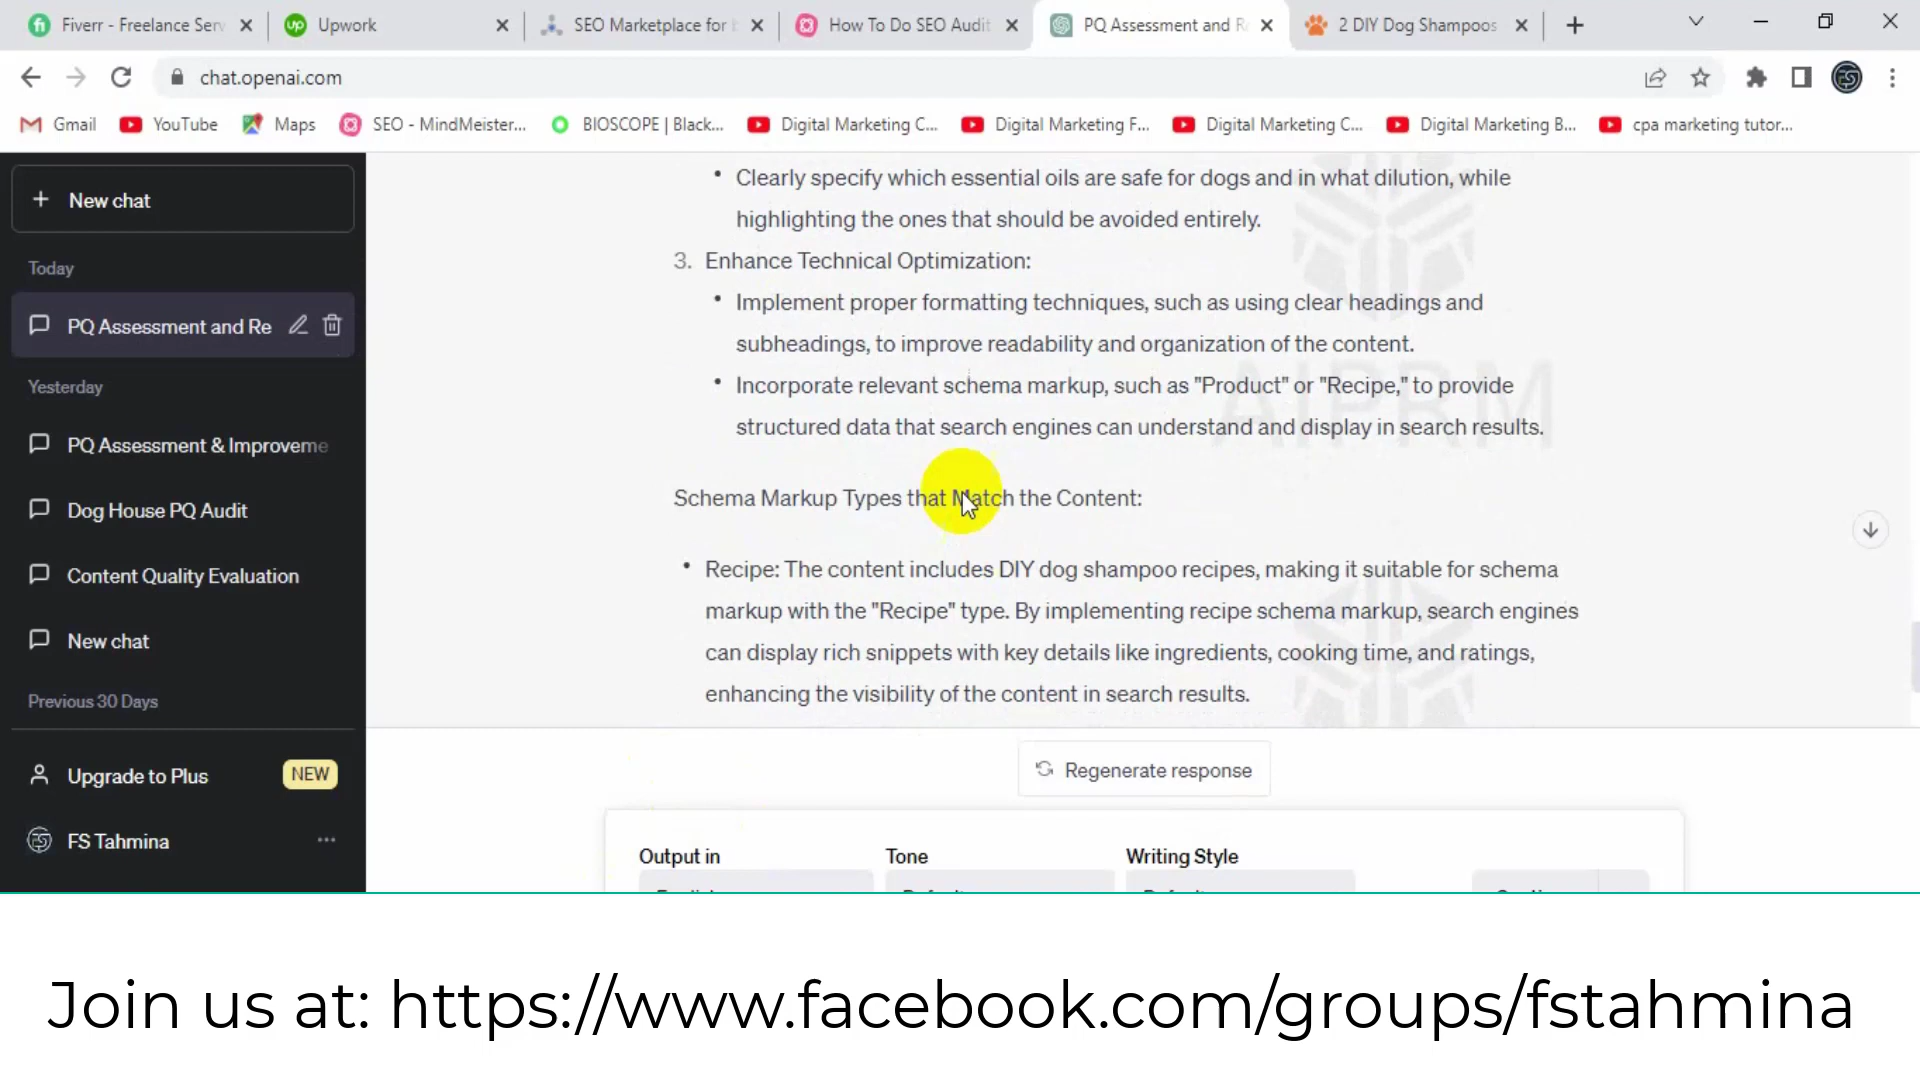 Fiverr - Freelance Serv
Upwork
SEO Marketplace for b
How To Do SEO Audit
PQ Assessment and Re
2 DIY Dog Shampoos
chat.openai.com
Gmail
YouTube
Maps
SEO - MindMeister...
BIOSCOPE | Black...
Digital Marketing C...
Digital Marketing F...
Digital Marketing C...
Digital Marketing B...
cpa marketing tutor...
New chat
Today
PQ Assessment and Re
Yesterday
PQ Assessment & Improveme
Dog House PQ Audit
Content Quality Evaluation
New chat
Previous 30 Days
Upgrade to Plus NEW
FS Tahmina
• Clearly specify which essential oils are safe for dogs and in what dilution, while
highlighting the ones that should be avoided entirely.
3. Enhance Technical Optimization:
• Implement proper formatting techniques, such as using clear headings and
subheadings, to improve readability and organization of the content.
• Incorporate relevant schema markup, such as "Product" or "Recipe," to provide
structured data that search engines can understand and display in search results.
AIPRM
Schema Markup Types that Match the Content:
• Recipe: The content includes DIY dog shampoo recipes, making it suitable for schema
markup with the "Recipe" type. By implementing recipe schema markup, search engines
can display rich snippets with key details like ingredients, cooking time, and ratings,
enhancing the visibility of the content in search results.
Regenerate response
Output in
Tone
Writing Style
Join us at: https://www.facebook.com/groups/fstahmina